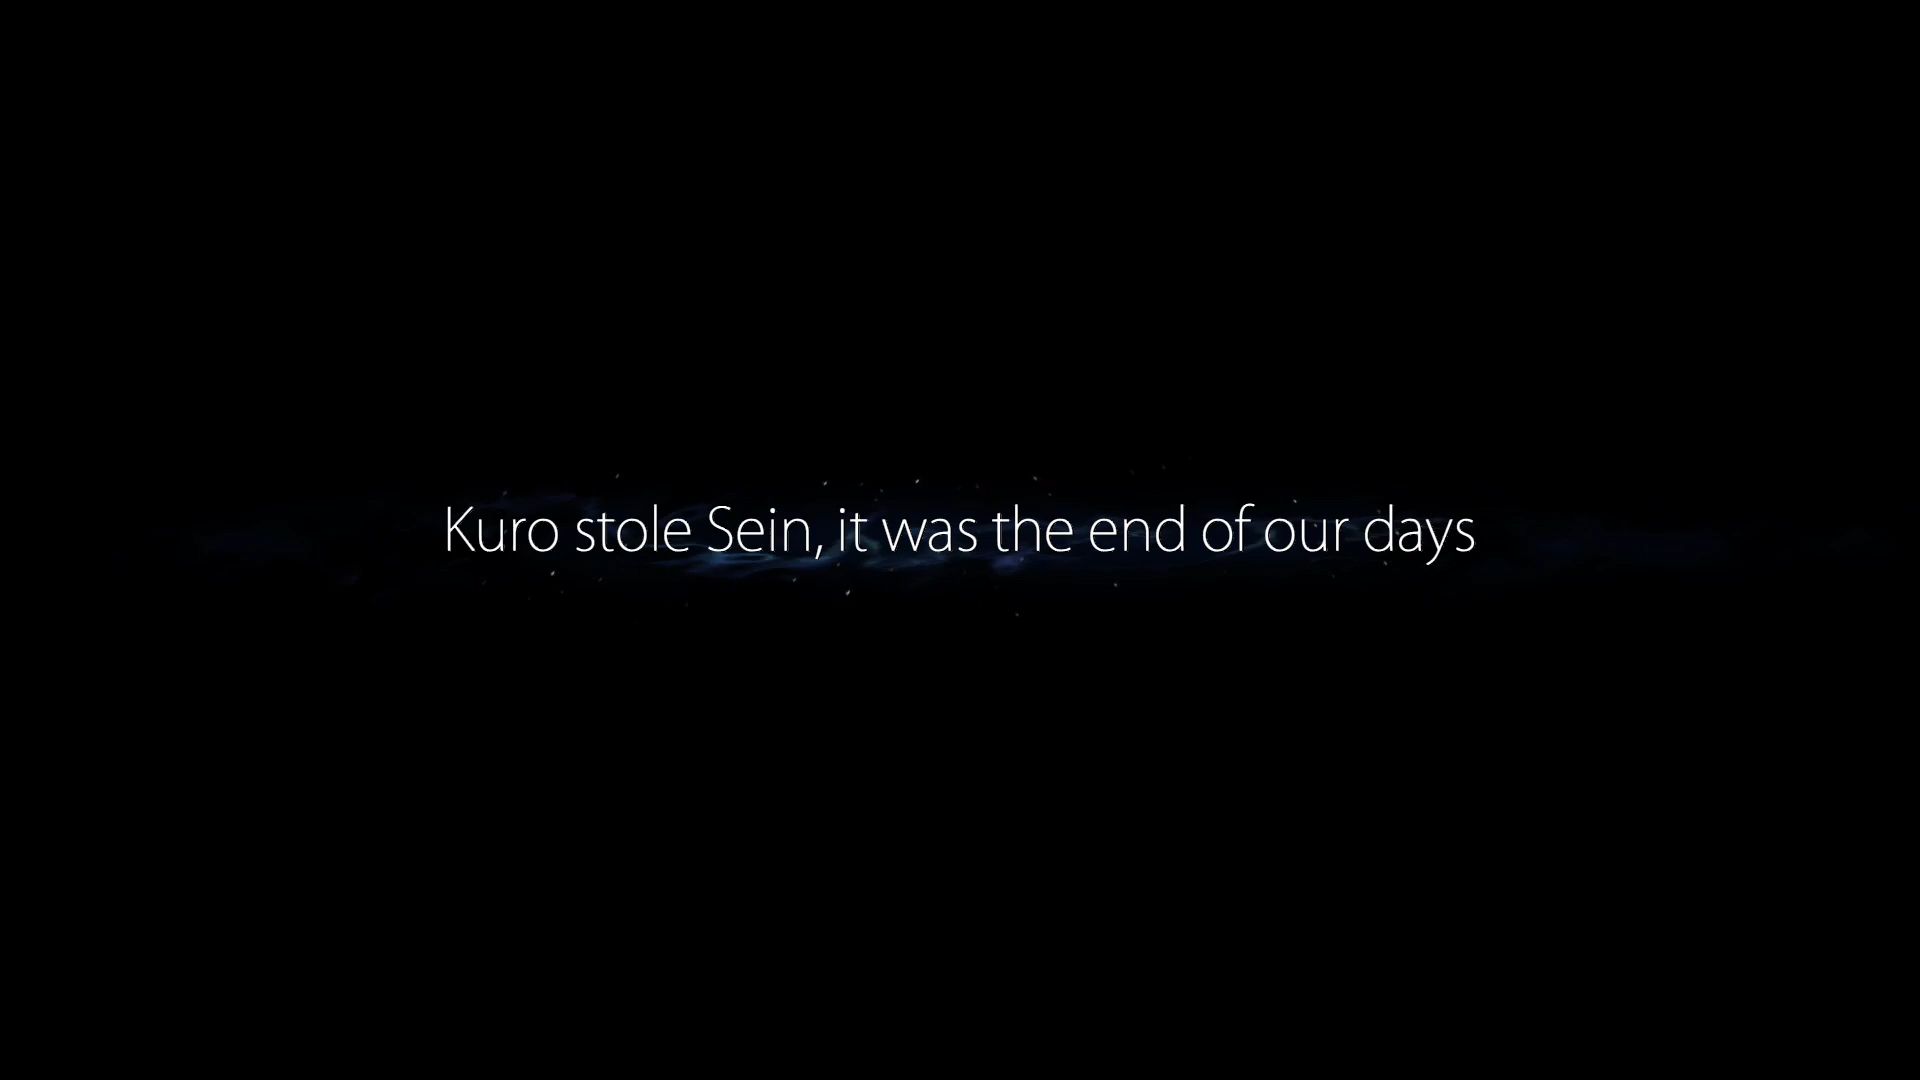 Kuro stole Sein, it was the end of our days